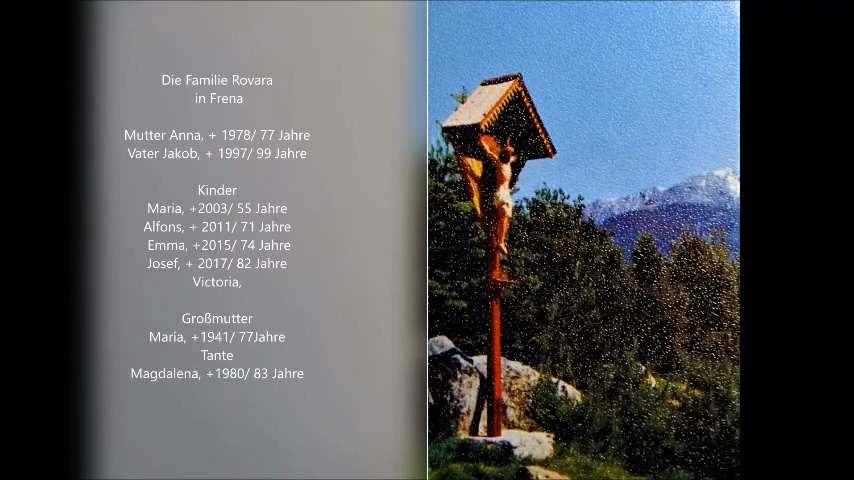 Die Familie Rovara
in Frena
Mutter Anna, + 1978/ 77 Jahre
Vater Jakob, + 1997/ 99 Jahre
Kinder
Maria, +2003/ 55 Jahre
Alfons, + 2011/ 71 Jahre
Emma, +2015/ 74 Jahre
Josef, + 2017/ 82 Jahre
Victoria,
Großmutter
Maria, +1941/ 77Jahre
Tante
Magdalena, +1980/ 83 Jahre